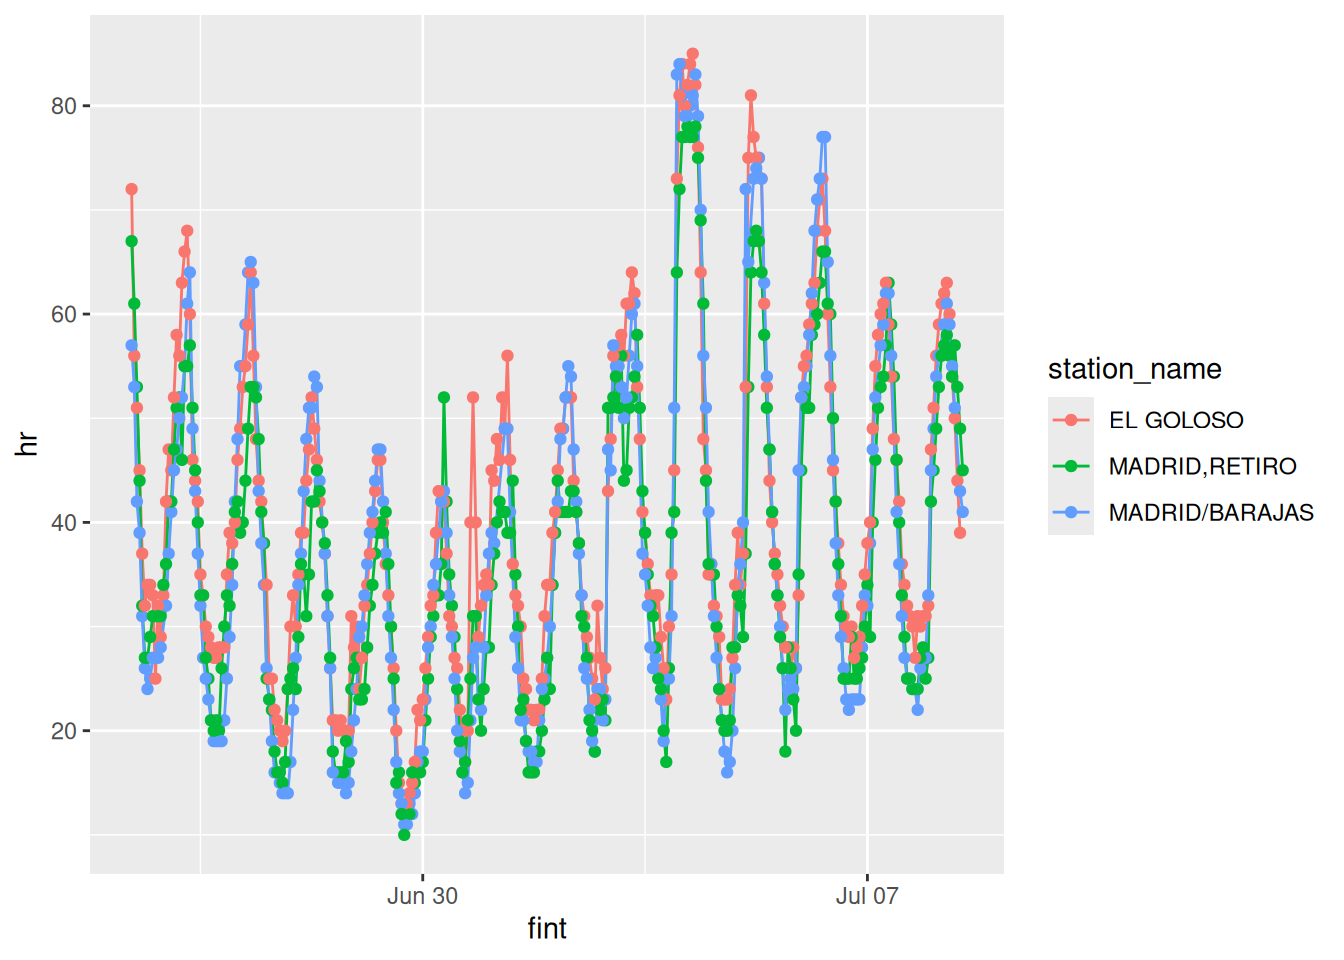 80
60
40
20
hr
Jun 30
Jul 07
fint
station_name
EL GOLOSO
MADRID,RETIRO
MADRID/BARAJAS